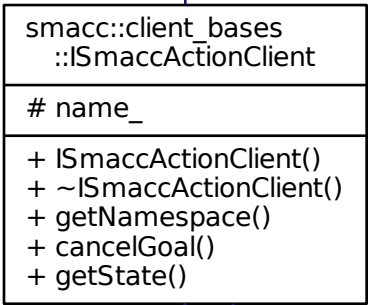 smacc::client_bases
::ISmaccActionClient
# name_
+ ISmaccActionClient()
+ ~ISmaccActionClient()
+ getNamespace()
+ cancelGoal()
+ getState()